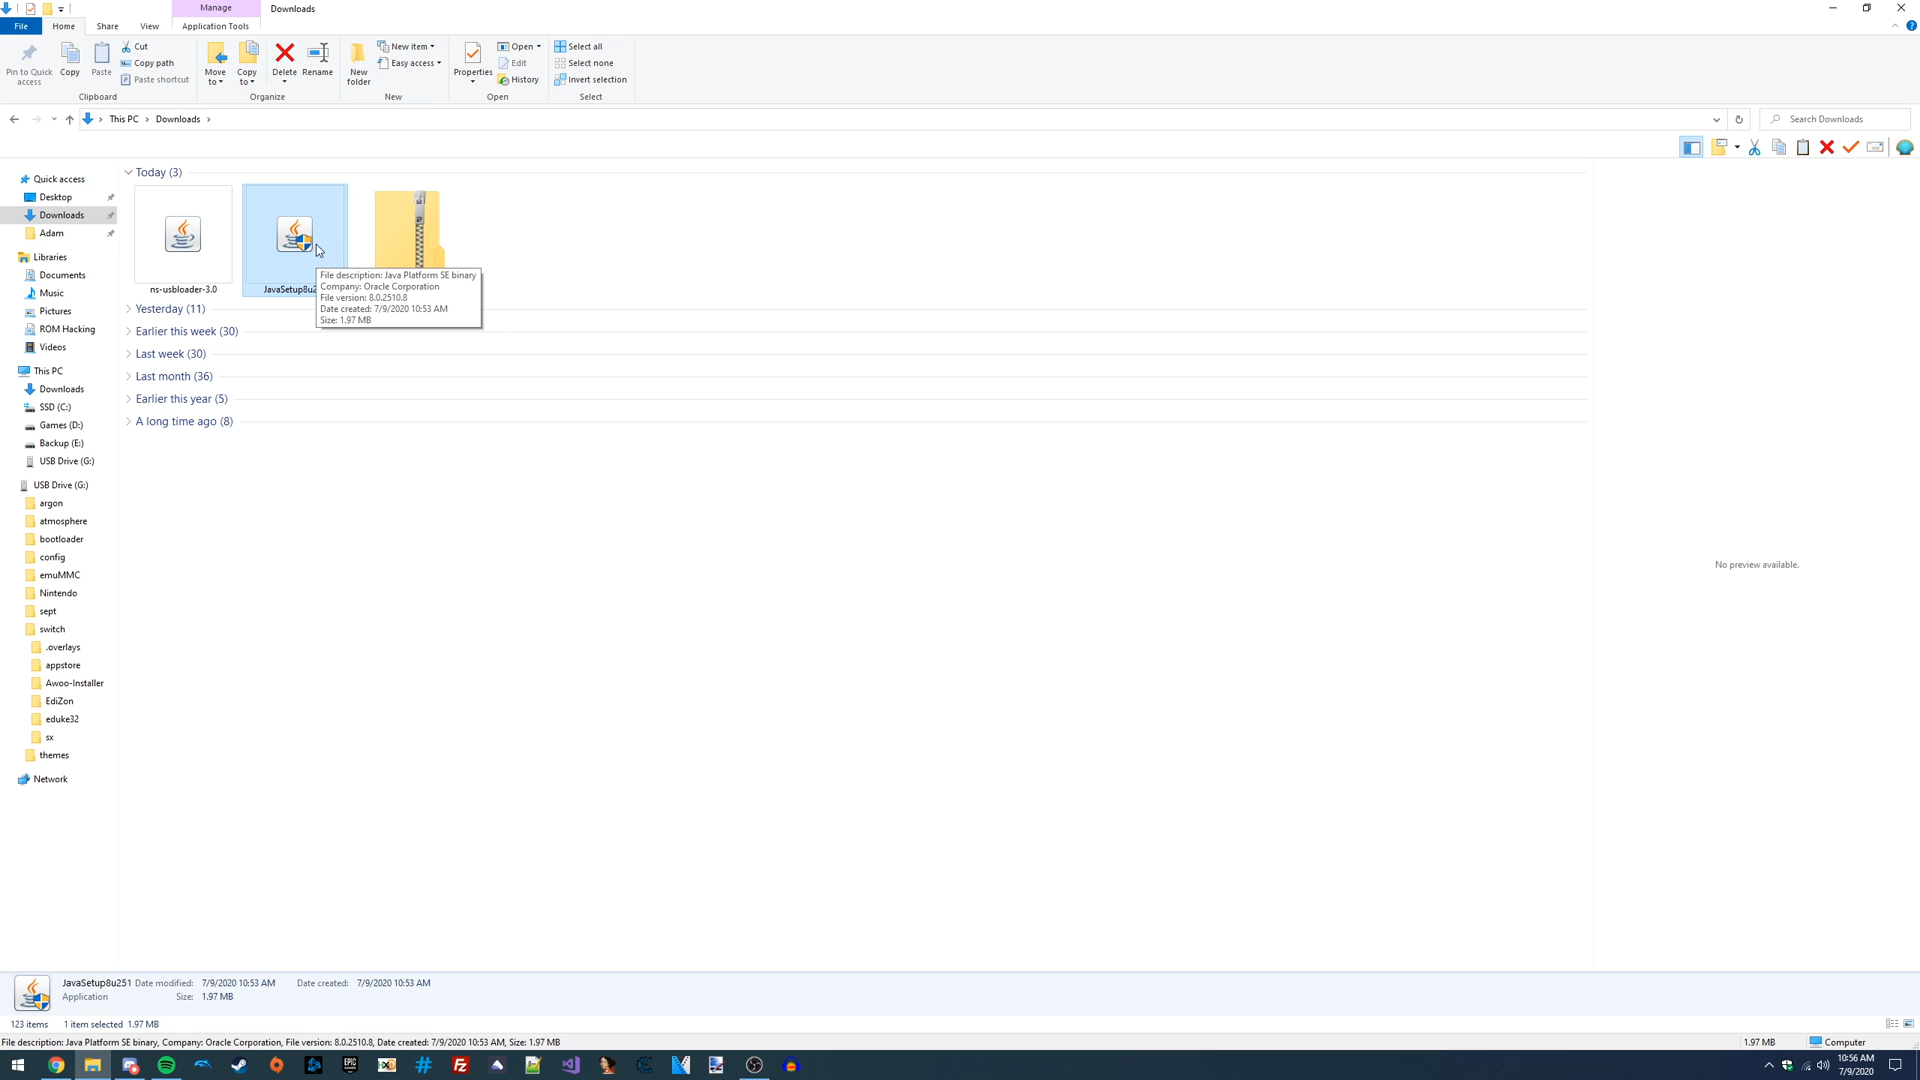 Manage
Downloads
File
Home
Share
View
Application Tools
Pin to Quick access
Copy
Paste
Cut
Copy path
Paste shortcut
Clipboard
Move to
Copy to
Delete
Rename
Organize
New folder
New item
Easy access
New
Properties
Open
Edit
History
Open
Select all
Select none
Invert selection
Select
This PC
Downloads
Search Downloads
Quick access
Desktop
Downloads
Adam
Libraries
Documents
Music
Pictures
ROM Hacking
Videos
This PC
Downloads
SSD (C:)
Games (D:)
Backup (E:)
USB Drive (G:)
USB Drive (G:)
argon
atmosphere
bootloader
config
emuMMC
Nintendo
sept
switch
.overlays
appstore
Awoo-Installer
EdiZon
eduke32
sx
themes
Network
Today (3)
ns-usbloader-3.0
JavaSetup8u2
File description: Java Platform SE binary
Company: Oracle Corporation
File version: 8.0.2510.8
Date created: 7/9/2020 10:53 AM
Size: 1.97 MB
Yesterday (11)
Earlier this week (30)
Last week (30)
Last month (36)
Earlier this year (5)
A long time ago (8)
No preview available.
JavaSetup8u251 Date modified: 7/9/2020 10:53 AM Date created: 7/9/2020 10:53 AM
Application Size: 1.97 MB
123 items 1 item selected 1.97 MB
File description: Java Platform SE binary, Company: Oracle Corporation, File version: 8.0.2510.8, Date created: 7/9/2020 10:53 AM, Size: 1.97 MB
1.97 MB
Computer
EPIC
FZ
10:56 AM
7/9/2020